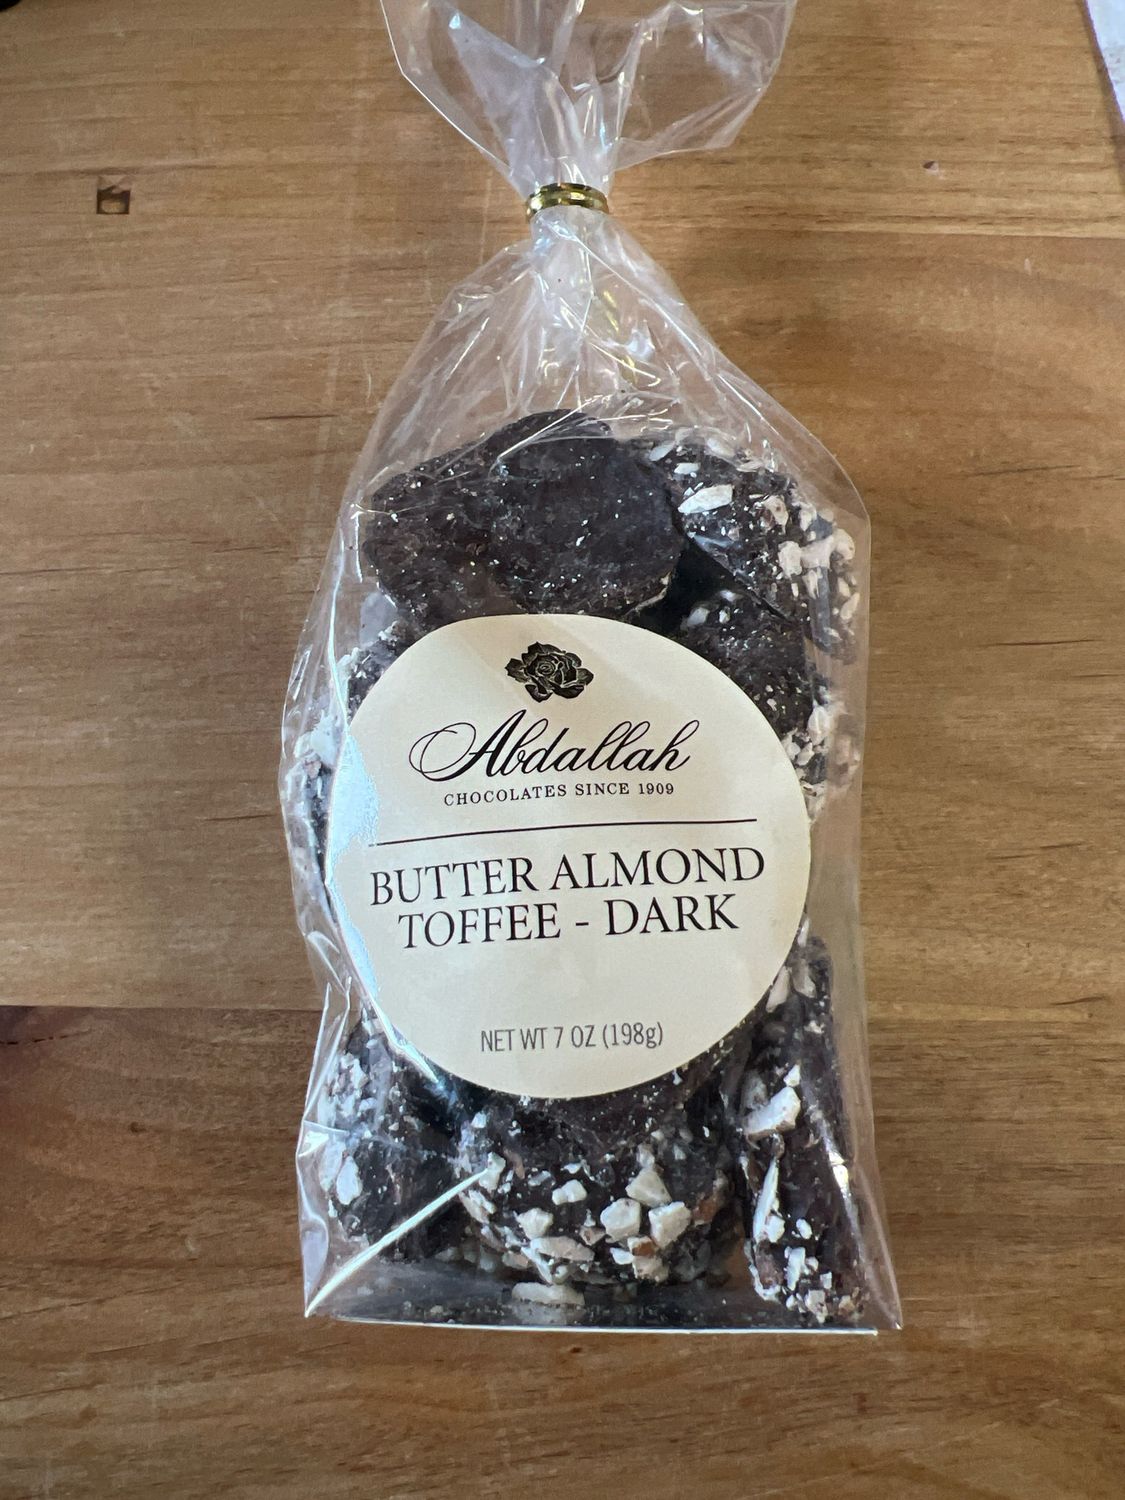 Abdallah
CHOCOLATES SINCE 1909
BUTTER ALMOND
TOFFEE - DARK
NET WT 7 OZ (198g)